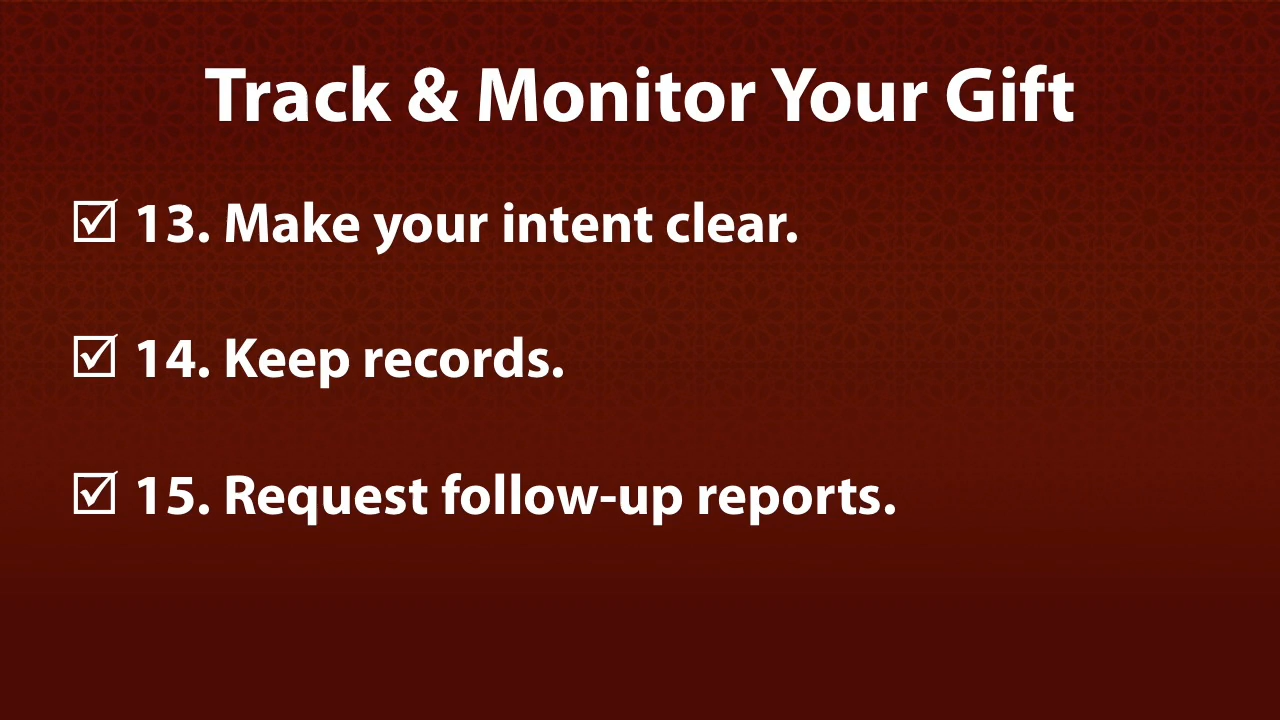 Track & Monitor Your Gift
☑ 13. Make your intent clear.
☑ 14. Keep records.
☑ 15. Request follow-up reports.